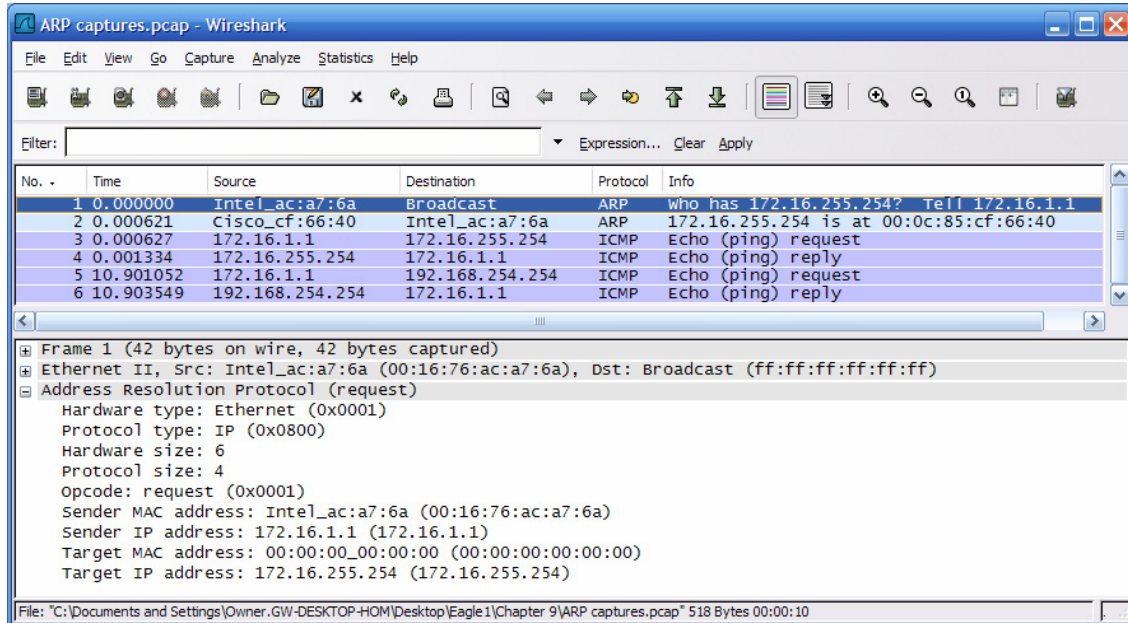 ARP captures.pcap - Wireshark
File Edit View Go Capture Analyze Statistics Help
Filter: Expression... Clear Apply
No. . Time Source Destination Protocol Info
1 0.000000 Intel_ac:a7:6a Broadcast ARP Who has 172.16.255.254? Tell 172.16.1.1
2 0.000621 Cisco_cf:66:40 Intel_ac:a7:6a ARP 172.16.255.254 is at 00:0c:85:cf:66:40
3 0.000627 172.16.1.1 172.16.255.254 ICMP Echo (ping) request
4 0.001334 172.16.255.254 172.16.1.1 ICMP Echo (ping) reply
5 10.901052 172.16.1.1 192.168.254.254 ICMP Echo (ping) request
6 10.903549 192.168.254.254 172.16.1.1 ICMP Echo (ping) reply
Frame 1 (42 bytes on wire, 42 bytes captured)
Ethernet II, Src: Intel_ac:a7:6a (00:16:76:ac:a7:6a), Dst: Broadcast (ff:ff:ff:ff:ff:ff)
Address Resolution Protocol (request)
Hardware type: Ethernet (0x0001)
Protocol type: IP (0x0800)
Hardware size: 6
Protocol size: 4
Opcode: request (0x0001)
Sender MAC address: Intel_ac:a7:6a (00:16:76:ac:a7:6a)
Sender IP address: 172.16.1.1 (172.16.1.1)
Target MAC address: 00:00:00_00:00:00 (00:00:00:00:00:00)
Target IP address: 172.16.255.254 (172.16.255.254)
File: "C:\Documents and Settings\Owner.GW-DESKTOP-HOM\Desktop\Eagle1\Chapter 9\ARP captures.pcap" 518 Bytes 00:00:10